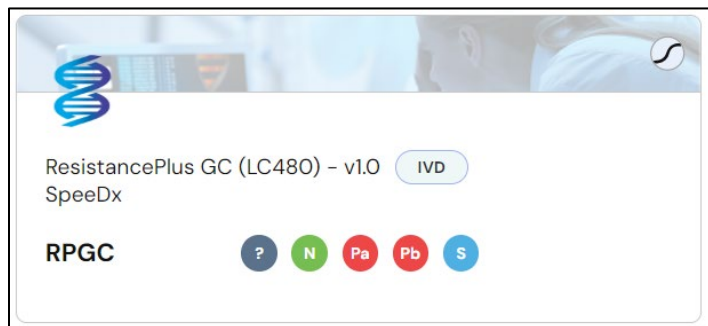 ResistancePlus GC (LC480) - v1.0 IVD
SpeeDx
RPGC ? N Pa Pb S